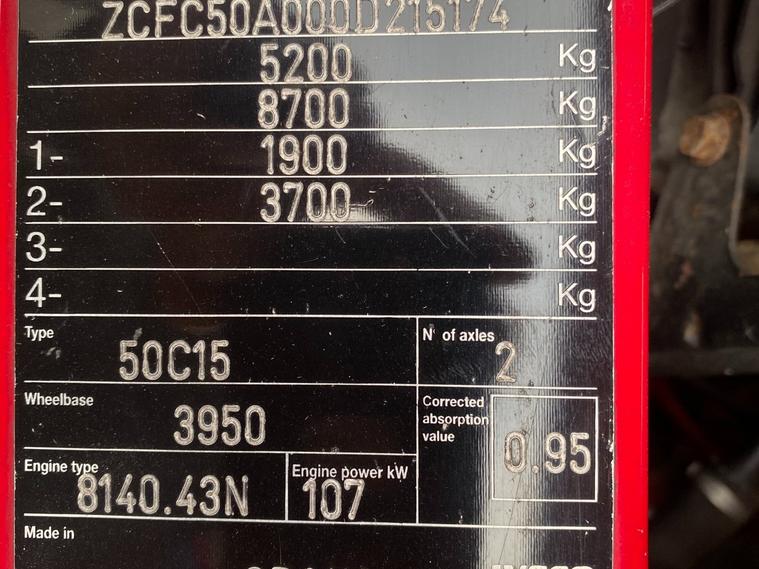 ZCFC50A000D215174
5200 Kg
8700 Kg
1- 1900 Kg
2- 3700 Kg
3- Kg
4- Kg
Type 50C15
N° of axles 2
Wheelbase 3950
Corrected absorption value 0.95
Engine type 8140.43N
Engine power kW 107
Made in